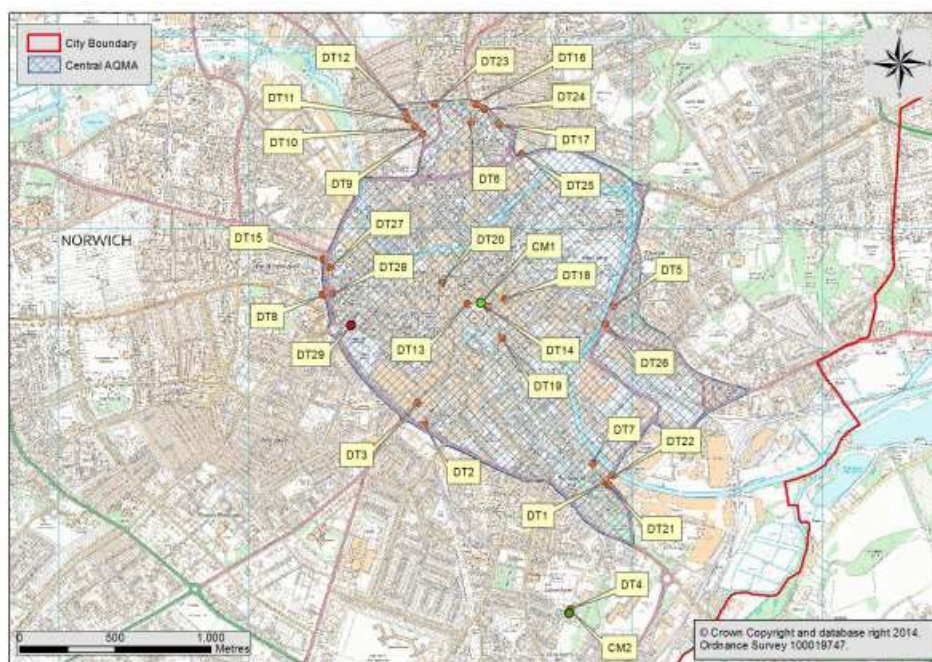 City Boundary
Central AQMA
DT12
DT23
DT16
DT11
DT24
DT10
DT17
DT9
DT6
DT25
NORWICH
DT15
DT27
DT20
CM1
DT28
DT18
DT5
DT8
DT29
DT13
DT14
DT19
DT26
DT3
DT2
DT7
DT22
DT1
DT21
DT4
CM2
0 500 1,000
Metres
© Crown Copyright and database right 2014.
Ordnance Survey 100019747.